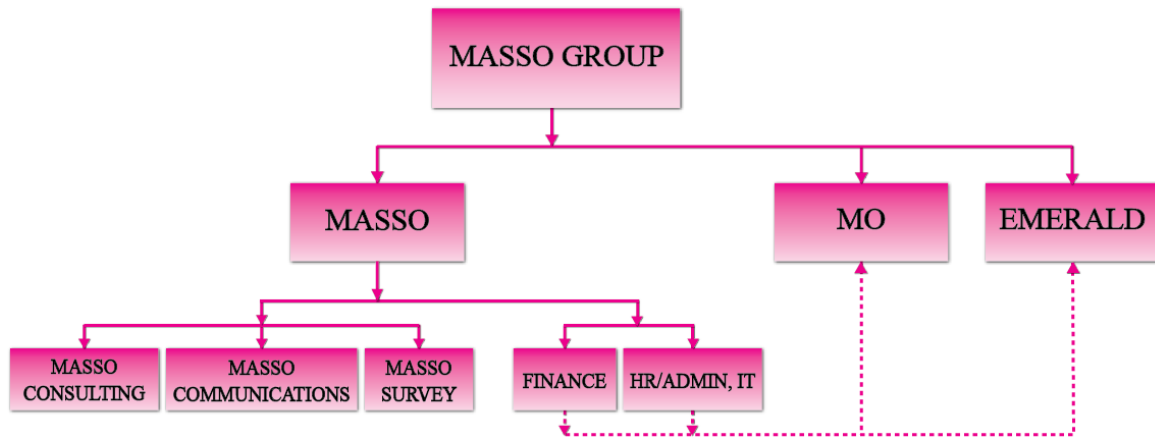 MASSO GROUP
MASSO
MO
EMERALD
MASSO
CONSULTING
MASSO
COMMUNICATIONS
MASSO
SURVEY
FINANCE
HR/ADMIN, IT